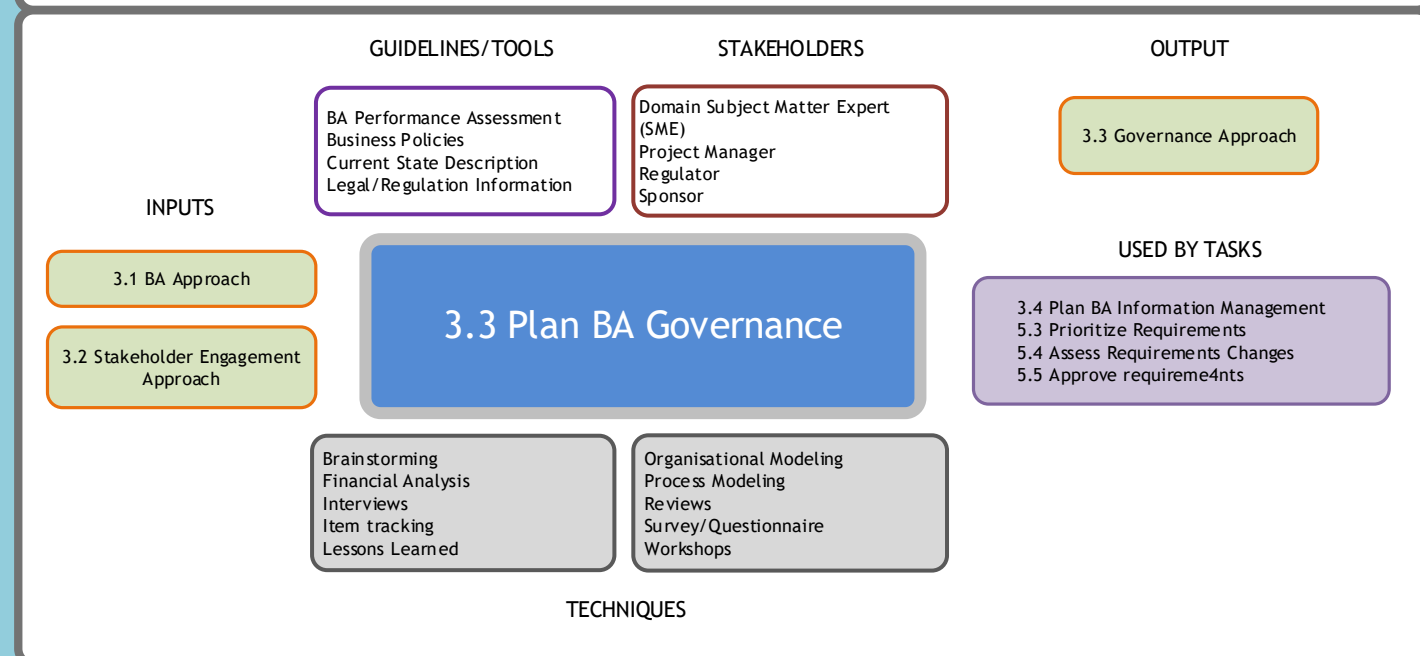 GUIDELINES/TOOLS
STAKEHOLDERS
OUTPUT
BA Performance Assessment
Business Policies
Current State Description
Legal/Regulation Information
Domain Subject Matter Expert
(SME)
Project Manager
Regulator
Sponsor
3.3 Governance Approach
INPUTS
3.1 BA Approach
3.2 Stakeholder Engagement
Approach
3.3 Plan BA Governance
USED BY TASKS
3.4 Plan BA Information Management
5.3 Prioritize Requirements
5.4 Assess Requirements Changes
5.5 Approve requireme4nts
Brainstorming
Financial Analysis
Interviews
Item tracking
Lessons Learned
Organisational Modeling
Process Modeling
Reviews
Survey/Questionnaire
Workshops
TECHNIQUES